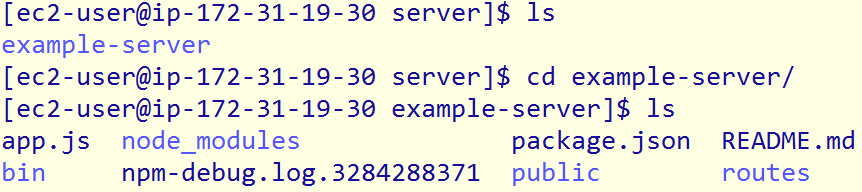 [ec2-user@ip-172-31-19-30 server]$ ls
example-server
[ec2-user@ip-172-31-19-30 server]$ cd example-server/
[ec2-user@ip-172-31-19-30 example-server]$ ls
app.js  node_modules              package.json  README.md
bin     npm-debug.log.3284288371  public        routes